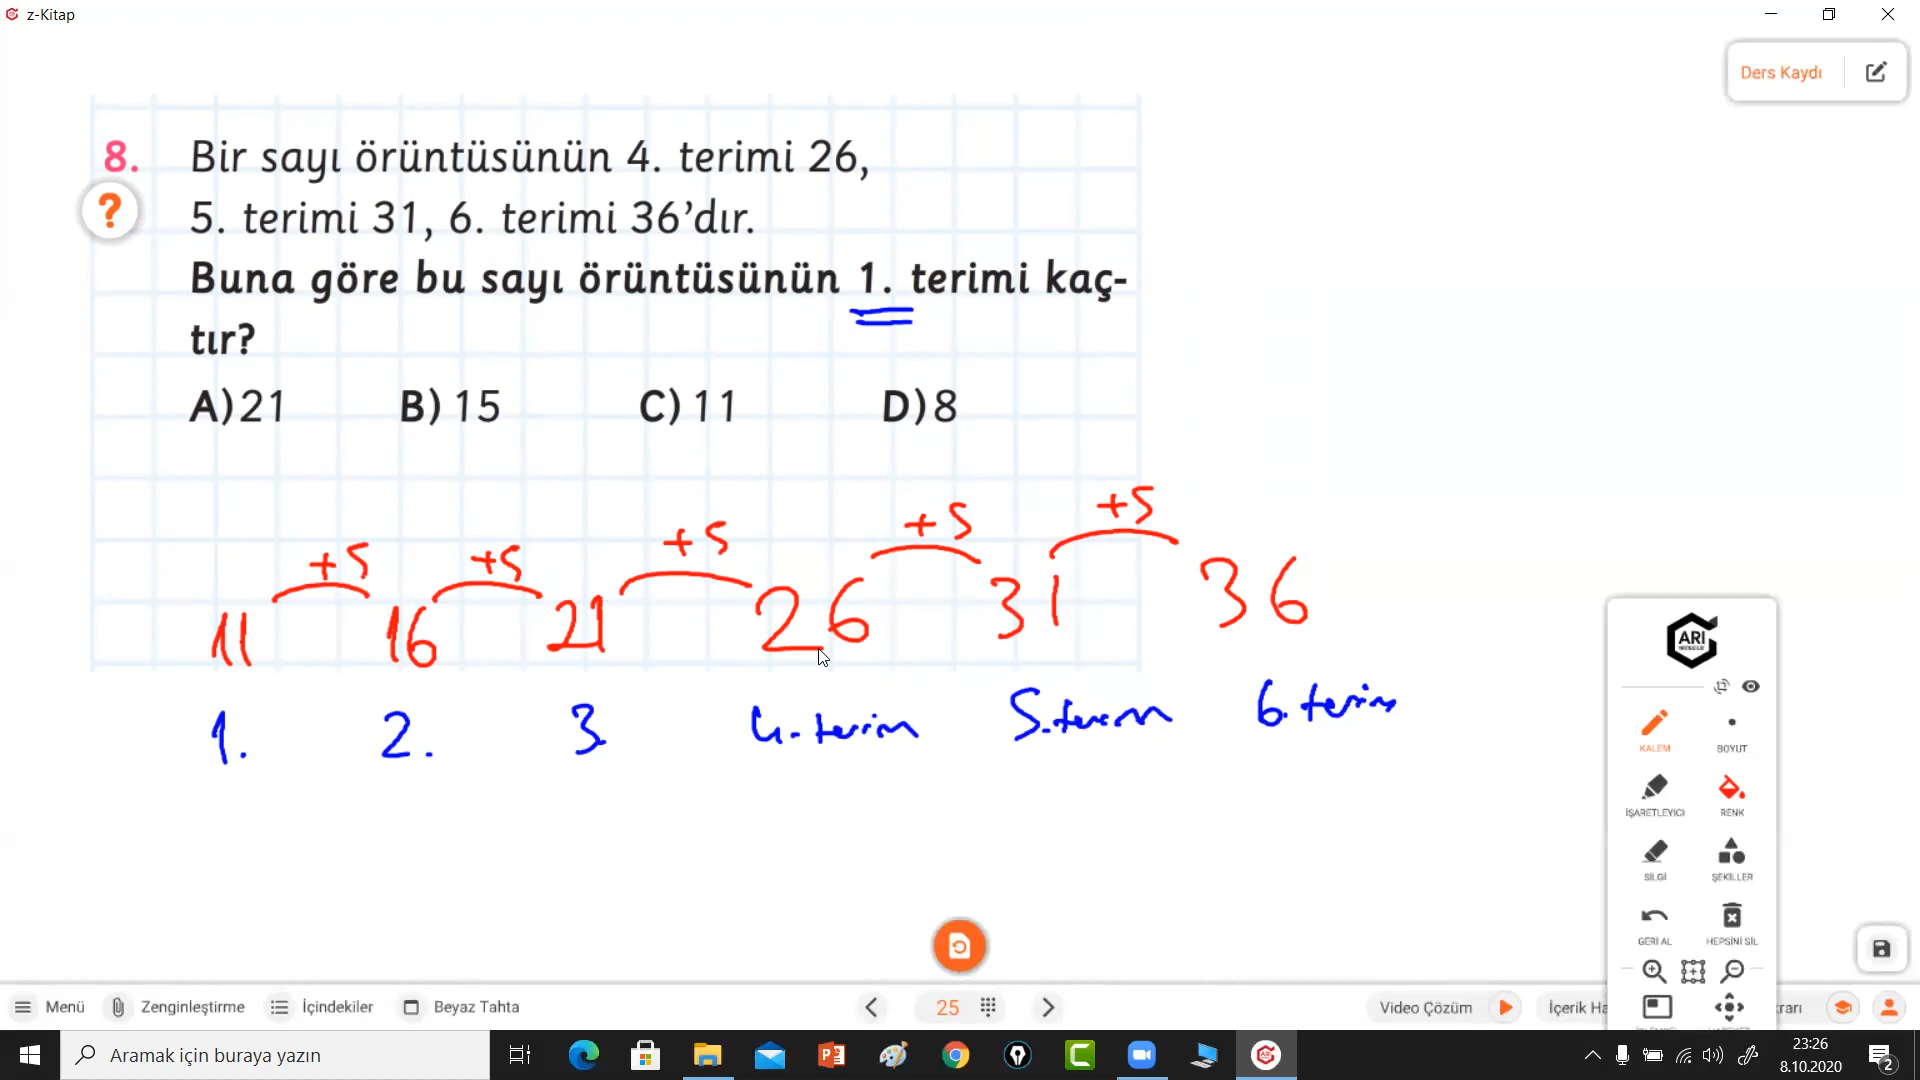 z-Kitap
Ders Kaydı
8. Bir sayı örüntüsünün 4. terimi 26,
? 5. terimi 31, 6. terimi 36’dır.
Buna göre bu sayı örüntüsünün 1. terimi kaç-
tır?
A) 21 B) 15 C) 11 D) 8
+5 +5 +5 +5 +5
11 16 21 26 31 36
1. 2. 3 4. terim 5. terim 6. terim
ARI
KALEM BOYUT
İŞARETLEYİCİ RENK
SİLGİ ŞEKİLLER
GERİ AL HEPSİNİ SİL
Menü Zenginleştirme İçindekiler Beyaz Tahta 25 Video Çözüm İçerik Ha rarı
Aramak için buraya yazın
23:26
8.10.2020
2